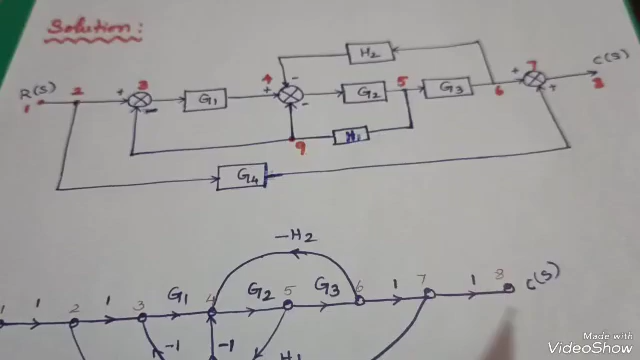 Solution:
H₂
R(S) 1 2 + 3 - G₁ + 4 - - G₂ 5 G₃ 6 + 7 + C(S) 8
9 H₁
G₄
-H₂
1 1 2 1 3 G₁ 4 G₂ 5 G₃ 6 1 7 1 8 C(S)
-1 -1 H₁
Made with
VideoShow